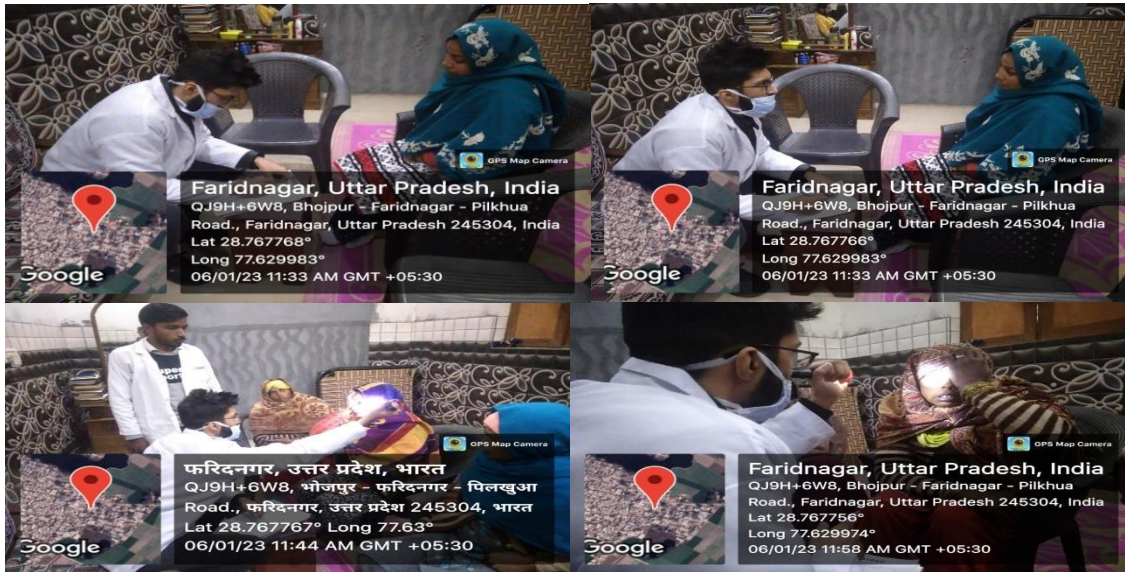 GPS Map Camera
Faridnagar, Uttar Pradesh, India
QJ9H+6W8, Bhojpur - Faridnagar - Pilkhua
Road., Faridnagar, Uttar Pradesh 245304, India
Lat 28.767768°
Long 77.629983°
06/01/23 11:33 AM GMT +05:30
Google
GPS Map Camera
Faridnagar, Uttar Pradesh, India
QJ9H+6W8, Bhojpur - Faridnagar - Pilkhua
Road., Faridnagar, Uttar Pradesh 245304, India
Lat 28.767766°
Long 77.629983°
06/01/23 11:33 AM GMT +05:30
Google
GPS Map Camera
फरिदनगर, उत्तर प्रदेश, भारत
QJ9H+6W8, भोजपुर - फरिदनगर - पिलखुआ
Road., फरिदनगर, उत्तर प्रदेश 245304, भारत
Lat 28.767767° Long 77.63°
06/01/23 11:44 AM GMT +05:30
Google
GPS Map Camera
Faridnagar, Uttar Pradesh, India
QJ9H+6W8, Bhojpur - Faridnagar - Pilkhua
Road., Faridnagar, Uttar Pradesh 245304, India
Lat 28.767756°
Long 77.629974°
06/01/23 11:58 AM GMT +05:30
Google